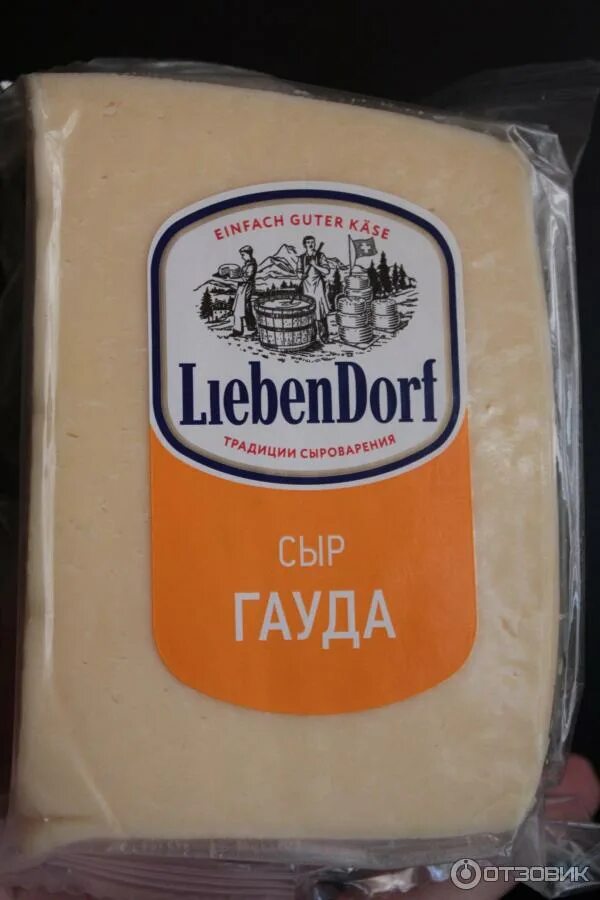 EINFACH GUTER KÄSE
LIEBENDORF
ТРАДИЦИИ СЫРОВАРЕНИЯ
СЫР
ГАУДА
ОТЗОВИК